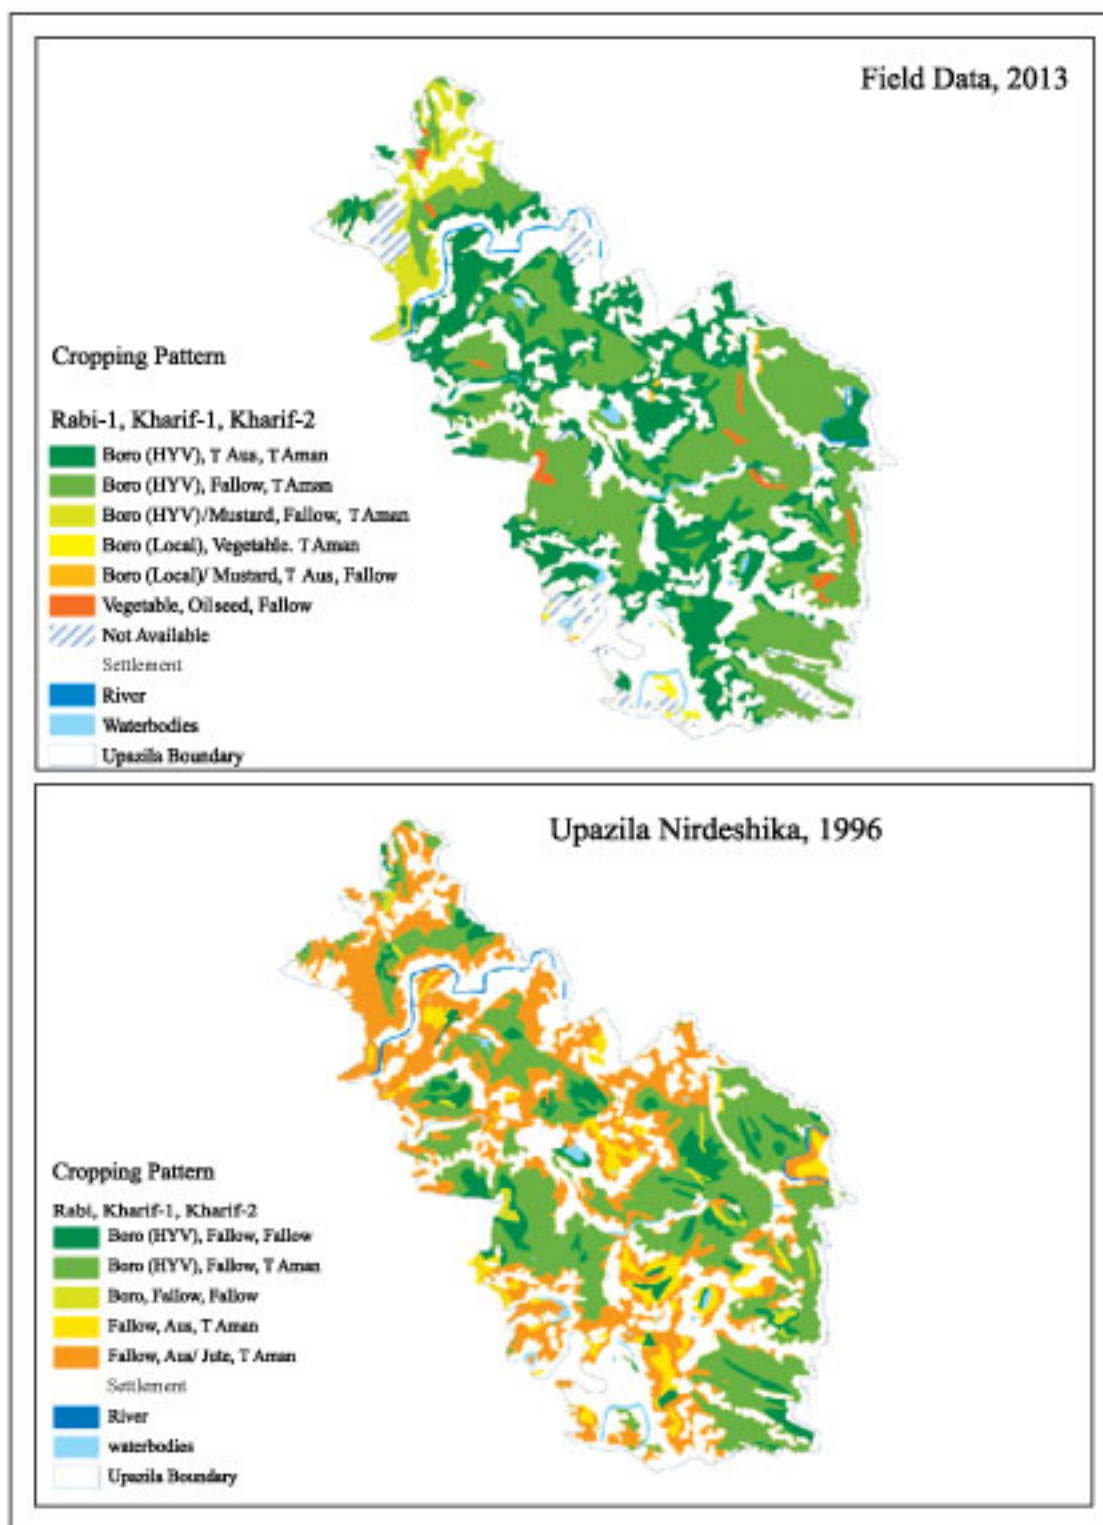 Field Data, 2013
Cropping Pattern
Rabi-1, Kharif-1, Kharif-2
Boro (HYV), T Aus, T Aman
Boro (HYV), Fallow, T Aman
Boro (HYV)/Mustard, Fallow, T Aman
Boro (Local), Vegetable. T Aman
Boro (Local)/ Mustard, T Aus, Fallow
Vegetable, Oilseed, Fallow
Not Available
Settlement
River
Waterbodies
Upazila Boundary
Upazila Nirdeshika, 1996
Cropping Pattern
Rabi, Kharif-1, Kharif-2
Boro (HYV), Fallow, Fallow
Boro (HYV), Fallow, T Aman
Boro, Fallow, Fallow
Fallow, Aus, T Aman
Fallow, Aus/ Jute, T Aman
Settlement
River
waterbodies
Upazila Boundary